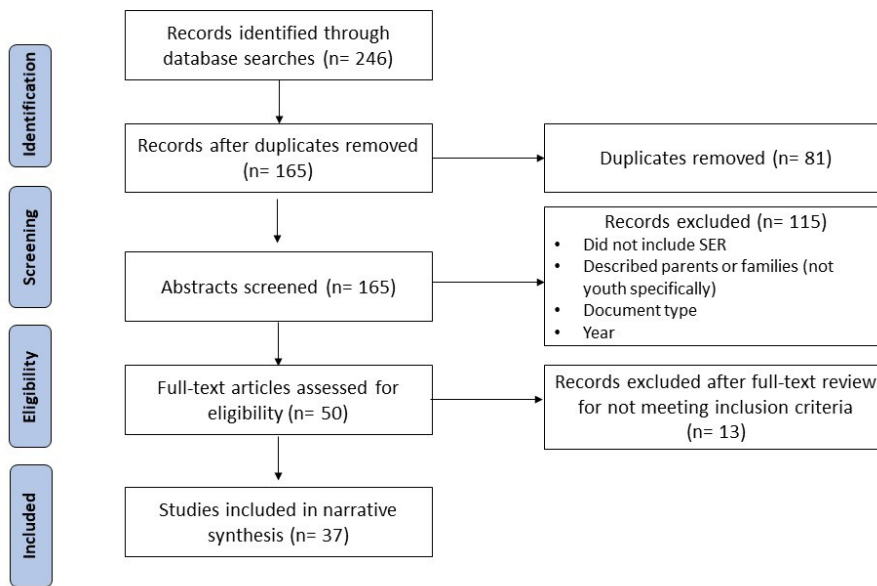 Identification
Records identified through
database searches (n= 246)
Records after duplicates removed
(n= 165)
Duplicates removed (n= 81)
Screening
Records excluded (n= 115)
• Did not include SER
• Described parents or families (not
youth specifically)
• Document type
• Year
Abstracts screened (n= 165)
Eligibility
Full-text articles assessed for
eligibility (n= 50)
Records excluded after full-text review
for not meeting inclusion criteria
(n= 13)
Included
Studies included in narrative
synthesis (n= 37)